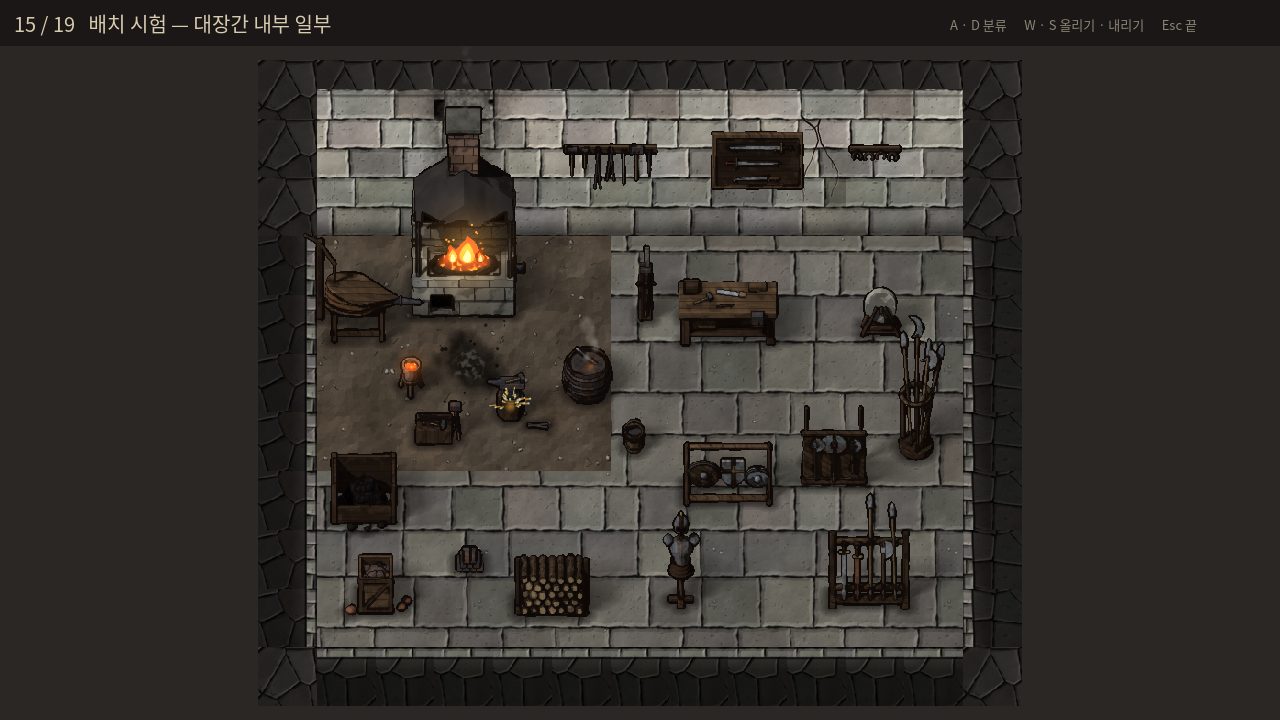 15 / 19 배치 시험 — 대장간 내부 일부
A · D 분류 W · S 올리기 · 내리기 Esc 끝